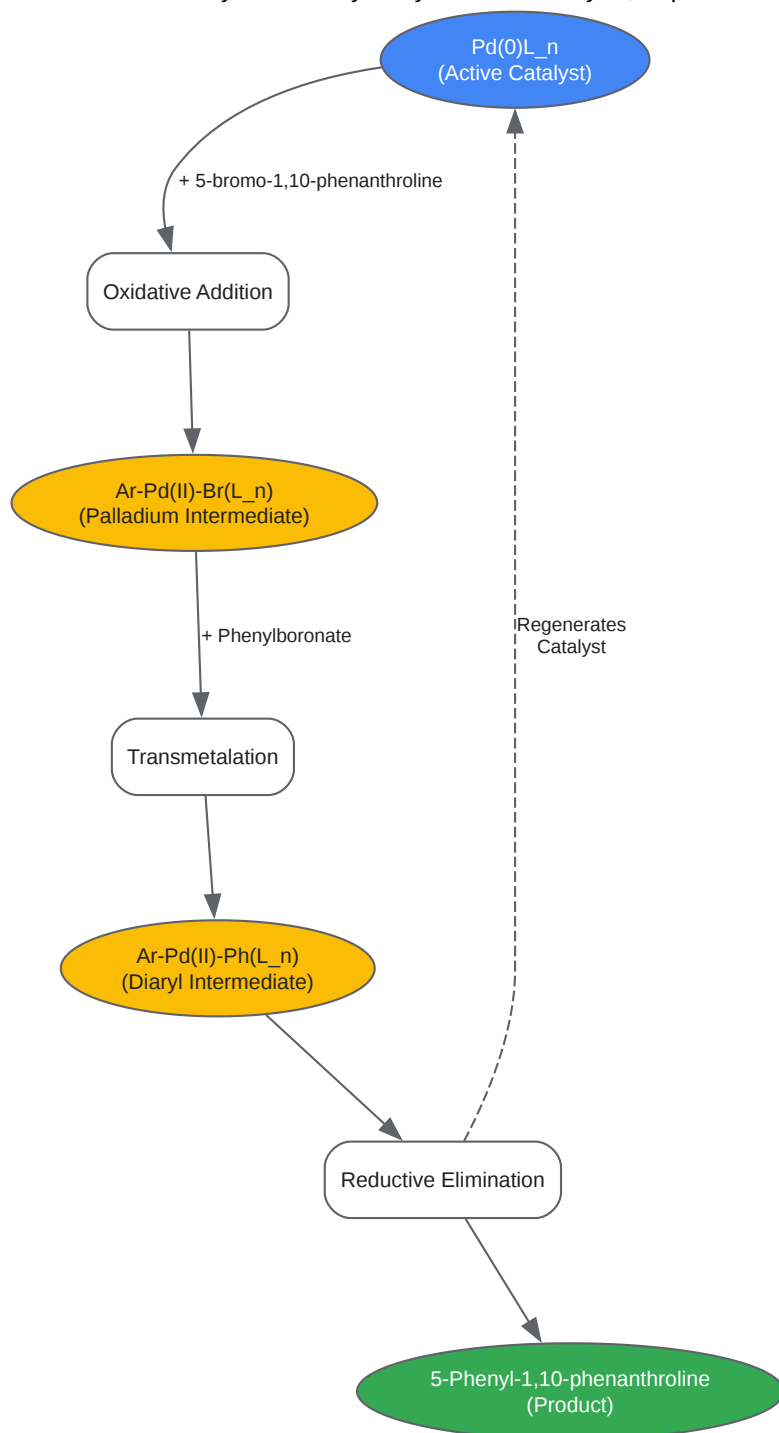 Pd(0)L_n
(Active Catalyst)
+ 5-bromo-1,10-phenanthroline
Oxidative Addition
Ar-Pd(II)-Br(L_n)
(Palladium Intermediate)
+ Phenylboronate
Regenerates
Catalyst
Transmetalation
Ar-Pd(II)-Ph(L_n)
(Diaryl Intermediate)
Reductive Elimination
5-Phenyl-1,10-phenanthroline
(Product)